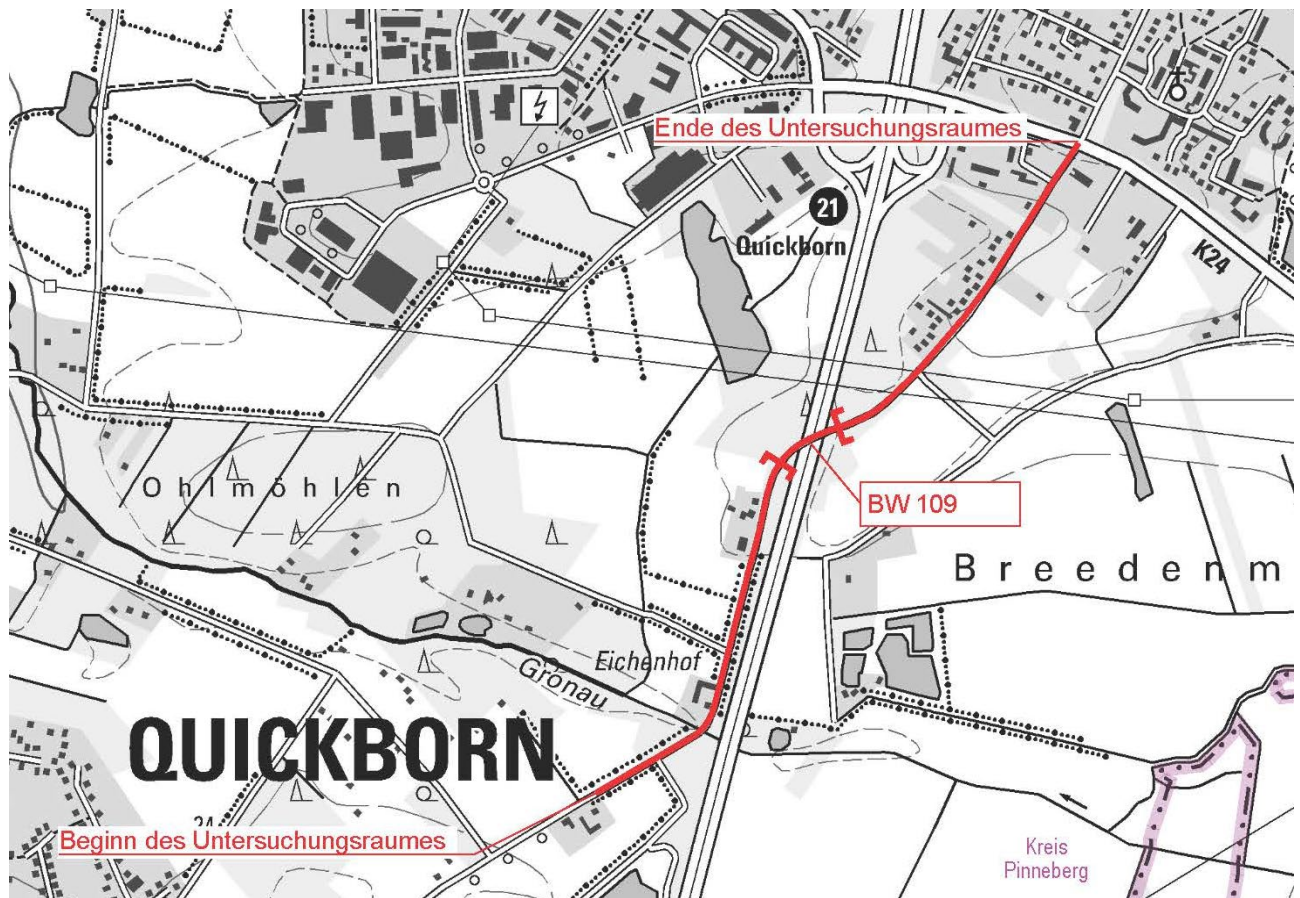 Ende des Untersuchungsraumes
21
Quickborn
K24
Ohlmöhlen
BW 109
Breedenm
Eichenhof
Gronau
QUICKBORN
Beginn des Untersuchungsraumes
Kreis
Pinneberg